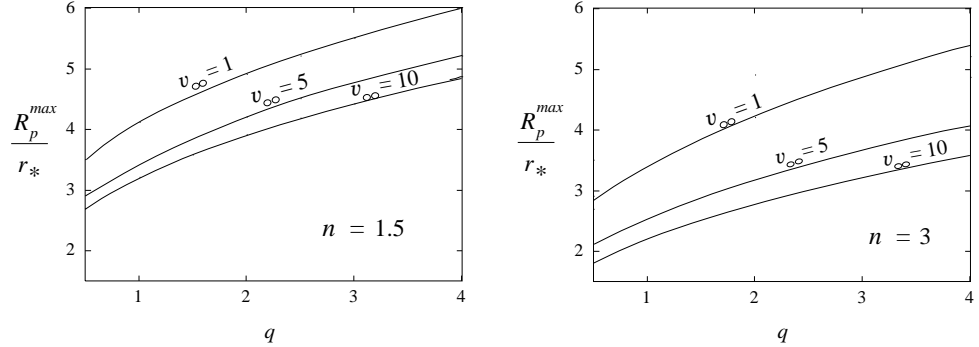 6
5
4
3
2
R_p^{max}
r_*
v_∞ = 1
v_∞ = 5
v_∞ = 10
n = 1.5
1 2 3 4
q
6
5
4
3
2
R_p^{max}
r_*
v_∞ = 1
v_∞ = 5
v_∞ = 10
n = 3
1 2 3 4
q